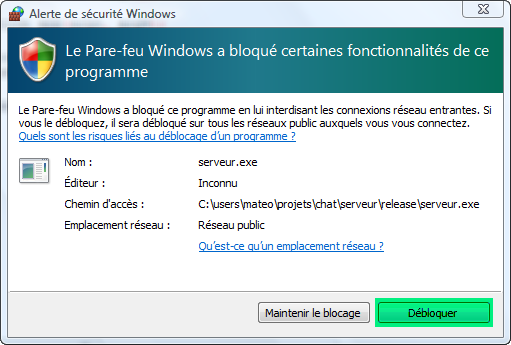 Alerte de sécurité Windows
Le Pare-feu Windows a bloqué certaines fonctionnalités de ce
programme
Le Pare-feu Windows a bloqué ce programme en lui interdisant les connexions réseau entrantes. Si
vous le débloquez, il sera débloqué sur tous les réseaux public auxquels vous vous connectez.
Quels sont les risques liés au déblocage d'un programme ?
Nom : serveur.exe
Éditeur : Inconnu
Chemin d'accès : C:\users\mateo\projets\chat\serveur\release\serveur.exe
Emplacement réseau : Réseau public
Qu'est-ce qu'un emplacement réseau ?
Maintenir le blocage Débloquer